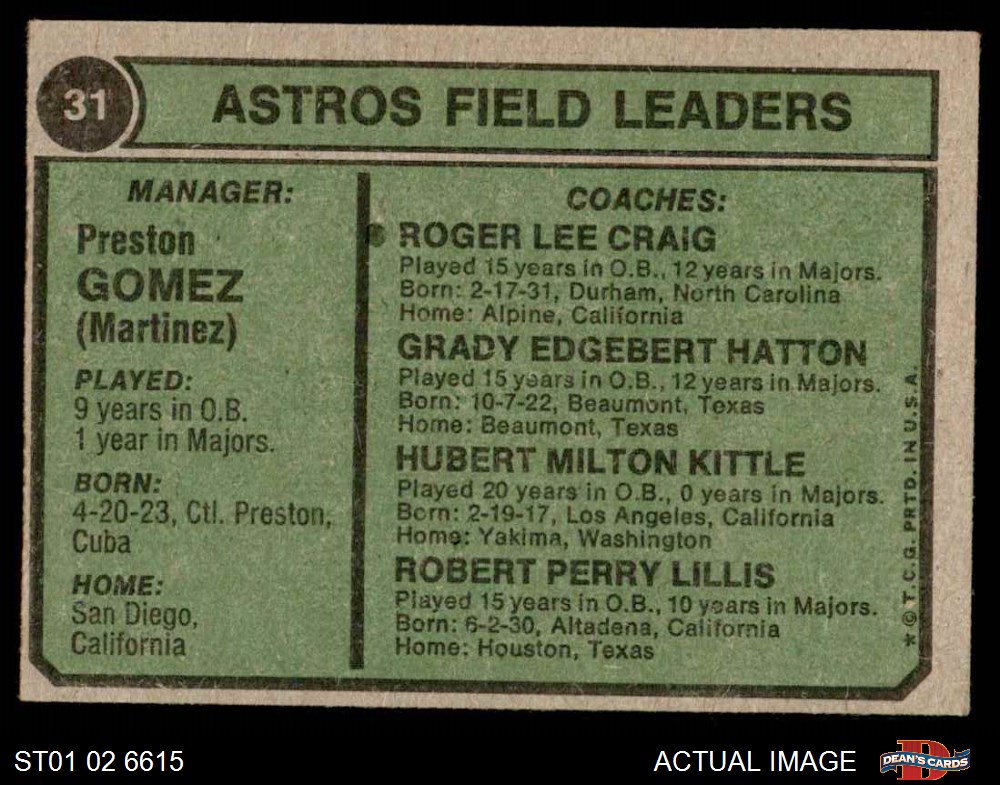 31
ASTROS FIELD LEADERS
MANAGER:
Preston
GOMEZ
(Martinez)
PLAYED:
9 years in O.B.
1 year in Majors.
BORN:
4-20-23, Ctl. Preston,
Cuba
HOME:
San Diego,
California
COACHES:
ROGER LEE CRAIG
Played 15 years in O.B., 12 years in Majors.
Born: 2-17-31, Durham, North Carolina
Home: Alpine, California
GRADY EDGEBERT HATTON
Played 15 years in O.B., 12 years in Majors.
Born: 10-7-22, Beaumont, Texas
Home: Beaumont, Texas
HUBERT MILTON KITTLE
Played 20 years in O.B., 0 years in Majors.
Born: 2-19-17, Los Angeles, California
Home: Yakima, Washington
ROBERT PERRY LILLIS
Played 15 years in O.B., 10 years in Majors.
Born: 6-2-30, Altadena, California
Home: Houston, Texas
* © T.C.G. PRTD. IN U.S.A.
ST01 02 6615
ACTUAL IMAGE
DEAN'S CARDS